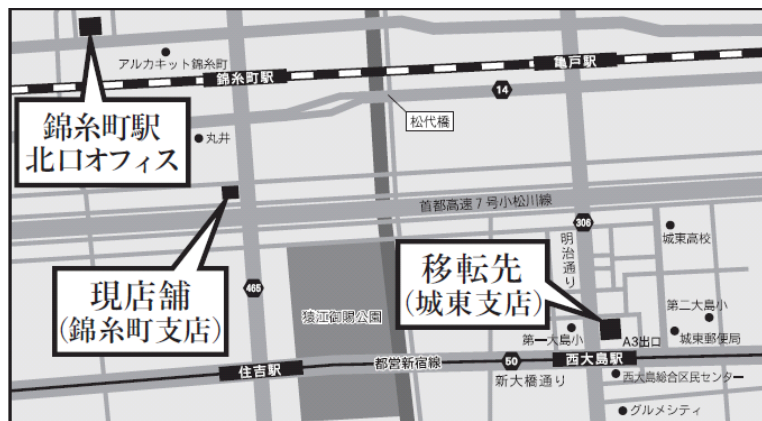 アルカキット錦糸町
錦糸町駅
亀戸駅
14
錦糸町駅
北口オフィス
松代橋
丸井
首都高速7号小松川線
306
明治通り
城東高校
現店舗
(錦糸町支店)
465
猿江恩賜公園
移転先
(城東支店)
第二大島小
第一大島小
A3出口
城東郵便局
都営新宿線
住吉駅
50
西大島駅
新大橋通り
西大島総合区民センター
グルメシティ